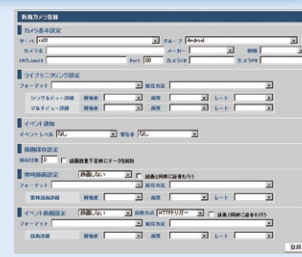 新規カメラ登録
カメラ基本設定
サーバ rs01 グループ Android
カメラ名 メーカー 機種
Port 80 カメラID カメラPW
ライブモニタリング設定
フォーマット 配信方法
シングルビュー詳細 解像度 画質 レート
マルチビュー詳細 解像度 画質 レート
イベント通知
イベントレベル なし 警告音 なし
録画保存設定
保存日数 0 録画容量不足時にデータを削除
常時録画設定 録画しない 録画と同時に録音も行う
フォーマット 配信方法
常時録画詳細 解像度 画質 レート
イベント録画設定 録画しない HTTPトリガー 録画と同時に録音も行う
フォーマット 配信方法
録画詳細 解像度 画質 レート
登録